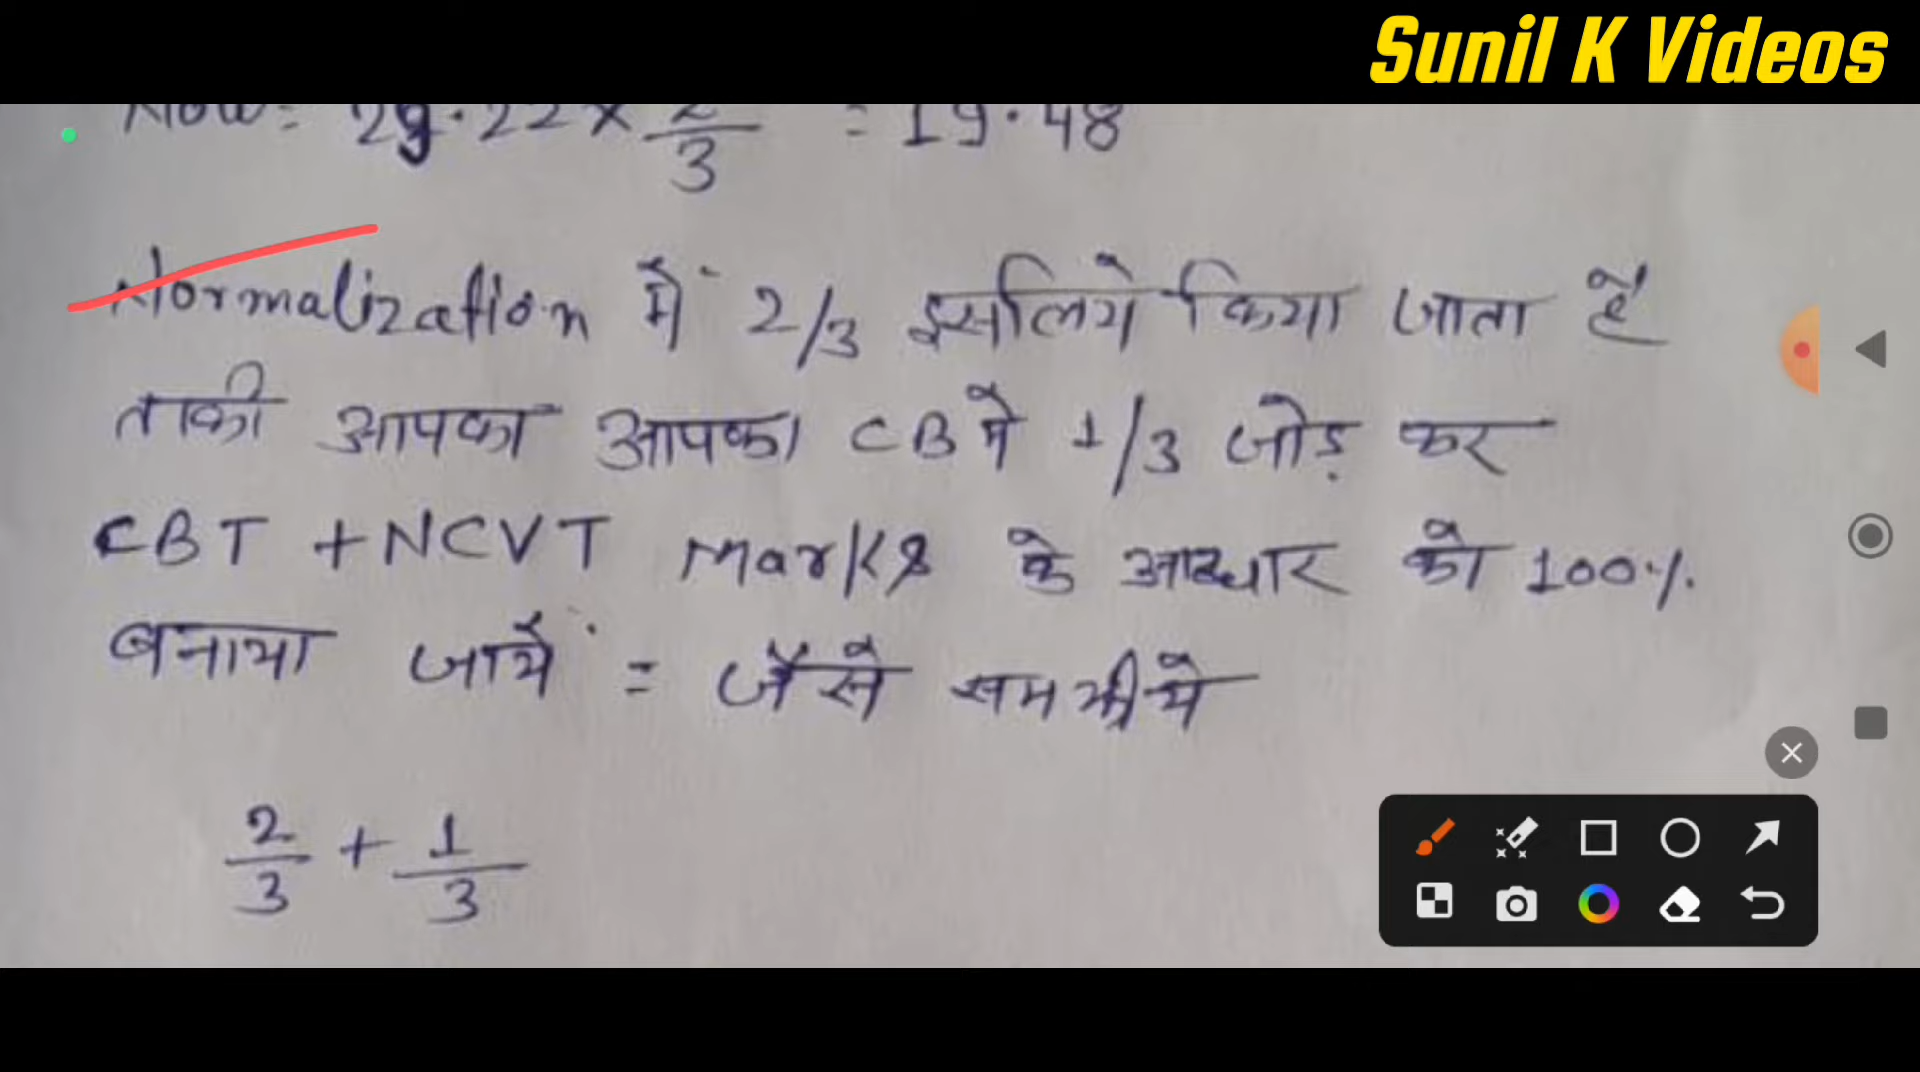 Sunil K Videos
Now = 29.22 × 2/3 = 19.48
Normalization में 2/3 इसलिये किया जाता है
ताकी आपका आपका CB में 1/3 जोड़ कर
CBT + NCVT Marks के आधार को 100%
बनाया जाये = जैसे समझीये
2/3 + 1/3